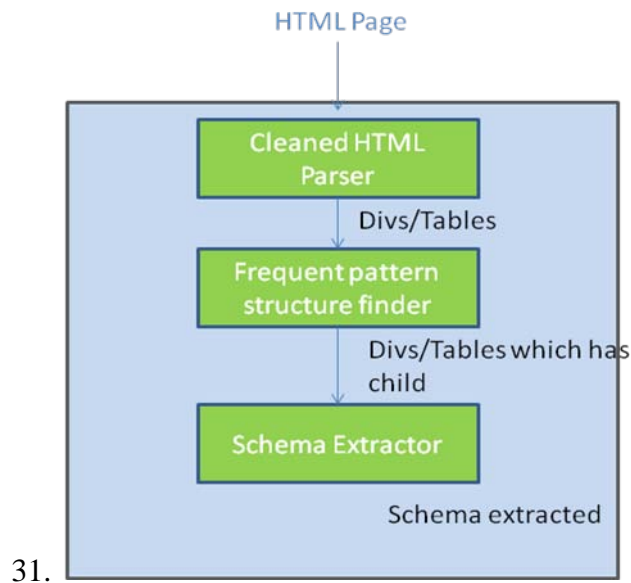 HTML Page
Cleaned HTML
Parser
Divs/Tables
Frequent pattern
structure finder
Divs/Tables which has
child
Schema Extractor
Schema extracted
31.